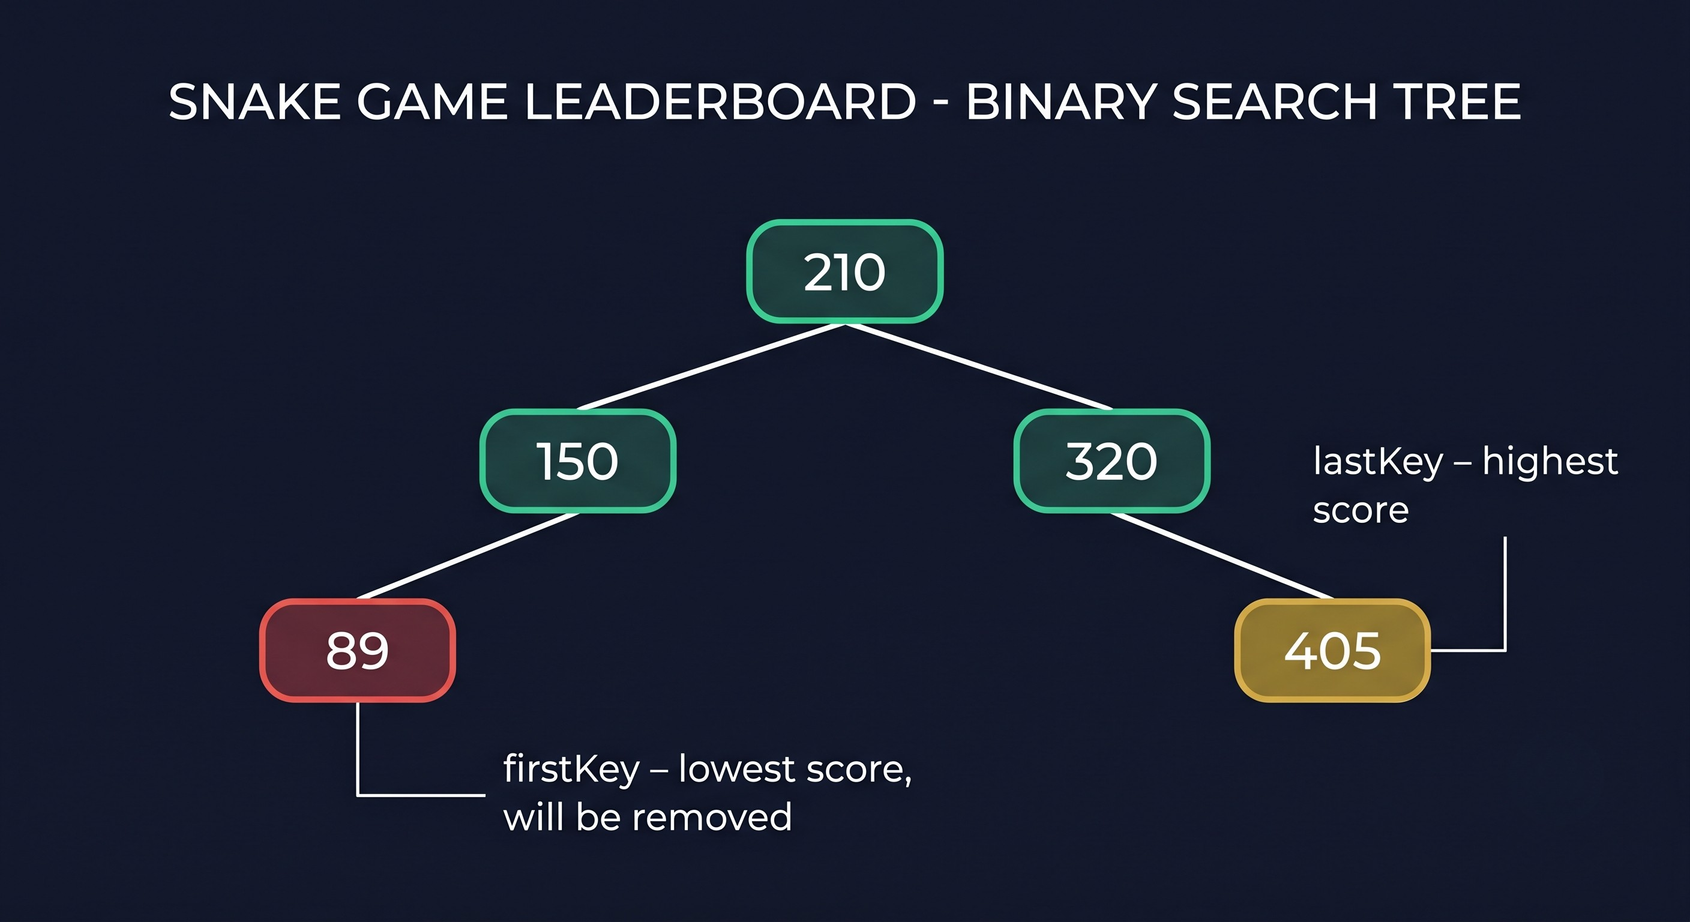 SNAKE GAME LEADERBOARD - BINARY SEARCH TREE
210
150
320
lastKey – highest
score
89
405
firstKey – lowest score,
will be removed